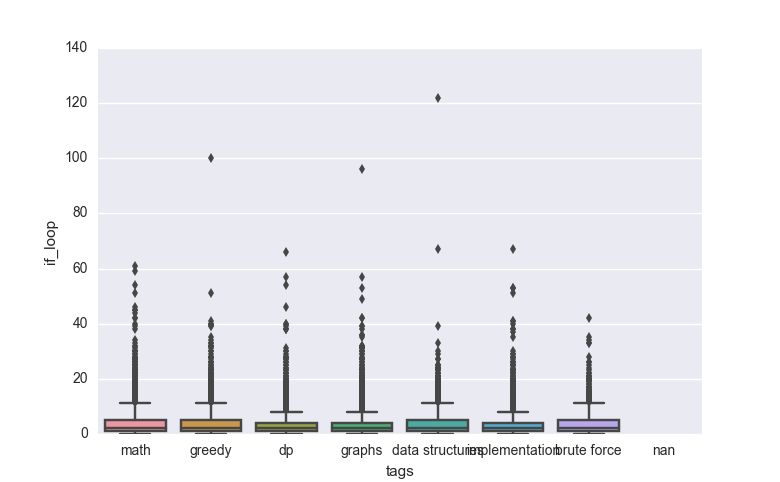 140
120
100
80
60
40
20
0
if_loop
math greedy dp graphs data structures implementation brute force nan
tags